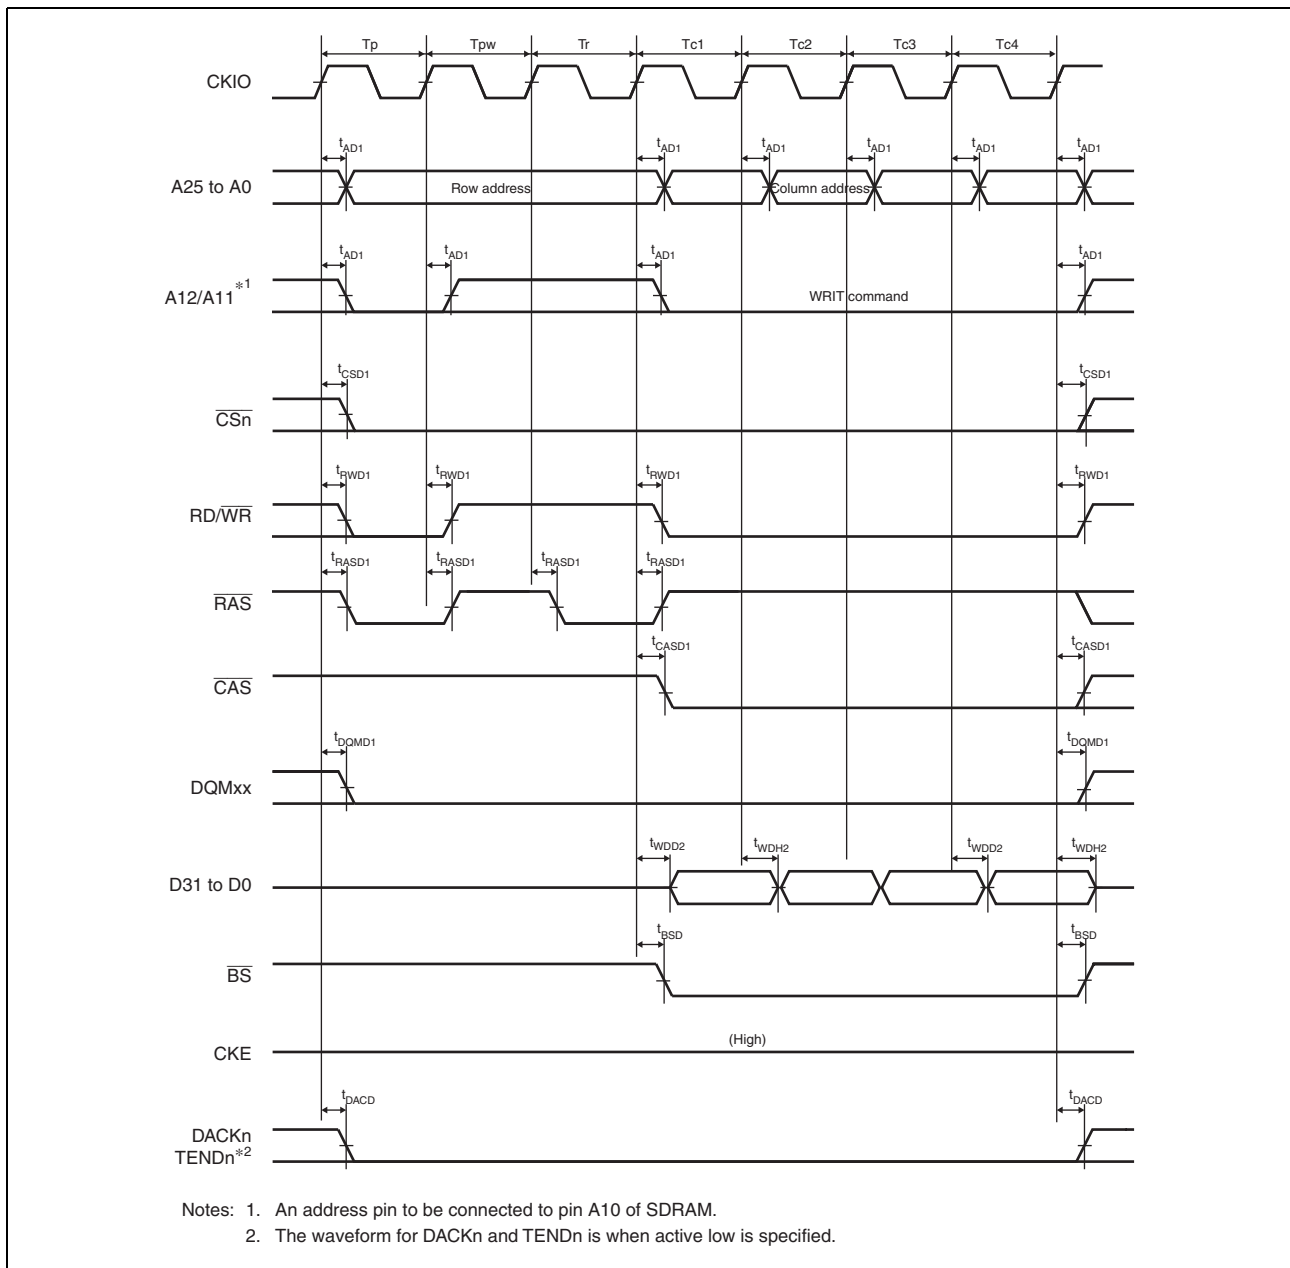 Tp Tpw Tr Tc1 Tc2 Tc3 Tc4
CKIO
tAD1 tAD1 tAD1 tAD1 tAD1 tAD1
A25 to A0 Row address Column address
tAD1 tAD1 tAD1 tAD1
A12/A11*1 WRIT command
tCSD1 tCSD1
CSn
tRWD1 tRWD1 tRWD1 tRWD1
RD/WR
tRASD1 tRASD1 tRASD1 tRASD1
RAS
tCASD1 tCASD1
CAS
tDQMD1 tDQMD1
DQMxx
tWDD2 tWDH2 tWDD2 tWDH2
D31 to D0
tBSD tBSD
BS
(High)
CKE
tDACD tDACD
DACKn
TENDn*2
Notes: 1. An address pin to be connected to pin A10 of SDRAM.
2. The waveform for DACKn and TENDn is when active low is specified.